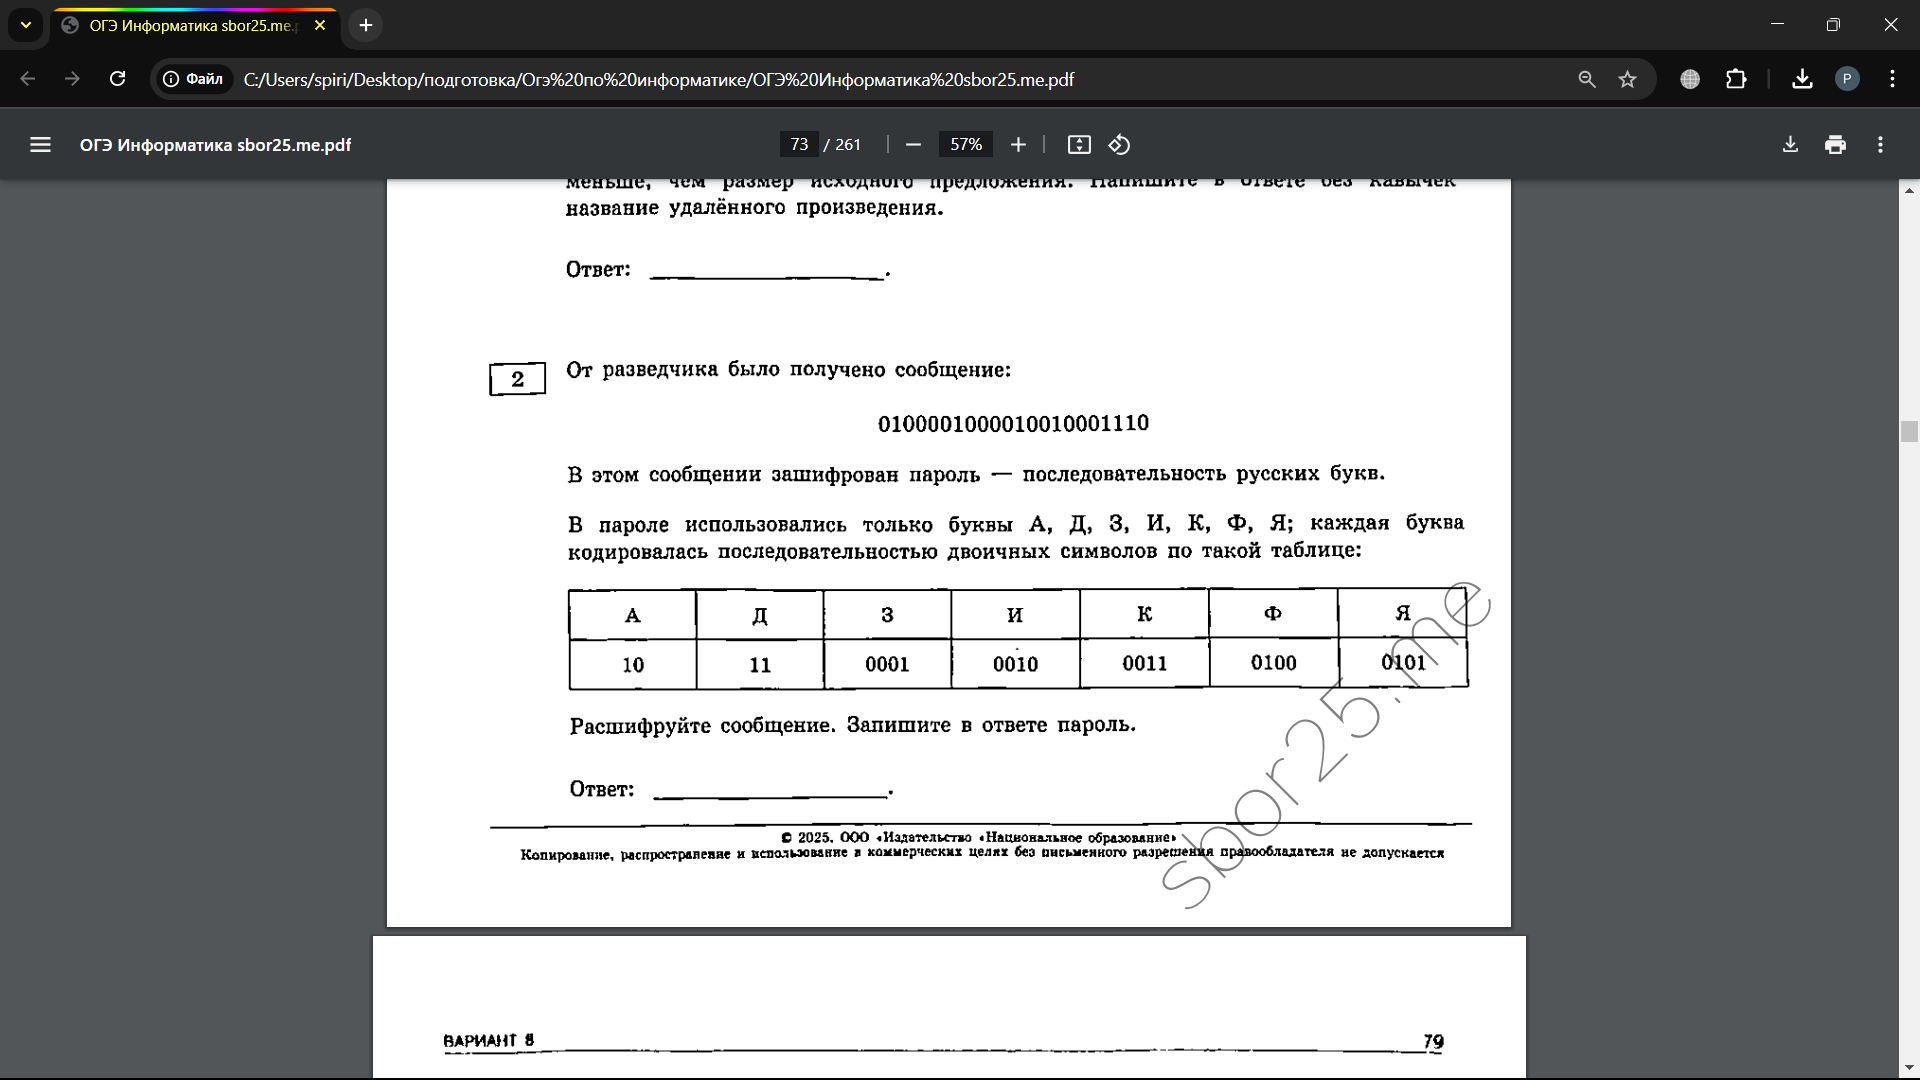 ОГЭ Информатика sbor25.me.p
Файл
C:/Users/spiri/Desktop/подготовка/Огэ%20по%20информатике/ОГЭ%20Информатика%20sbor25.me.pdf
P
ОГЭ Информатика sbor25.me.pdf
73 / 261
57%
меньше, чем размер исходного предложения. Напишите в ответе без кавычек
название удалённого произведения.
Ответ: .
2 От разведчика было получено сообщение:
0100001000010010001110
В этом сообщении зашифрован пароль — последовательность русских букв.
В пароле использовались только буквы А, Д, З, И, К, Ф, Я; каждая буква
кодировалась последовательностью двоичных символов по такой таблице:
А Д З И К Ф Я
10 11 0001 0010 0011 0100 0101
Расшифруйте сообщение. Запишите в ответе пароль.
Ответ: .
© 2025. ООО «Издательство «Национальное образование»
Копирование, распространение и использование в коммерческих целях без письменного разрешения правообладателя не допускается
sbor25.me
ВАРИАНТ 8 79